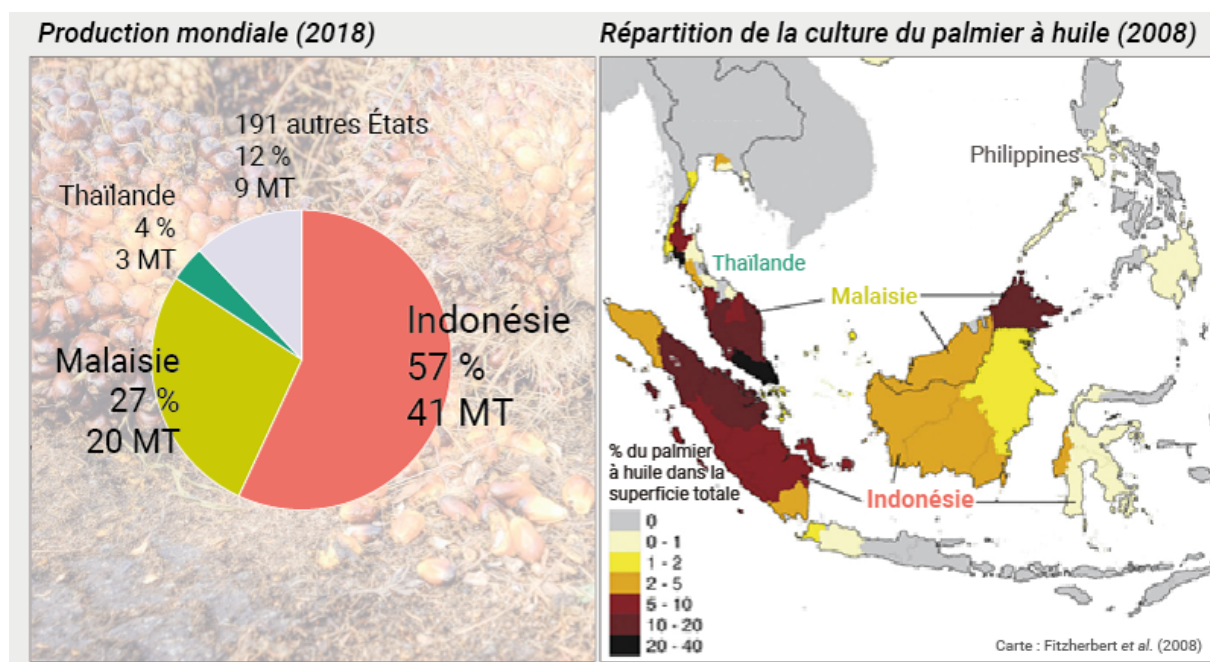 Production mondiale (2018)
191 autres États
12 %
9 MT
Thaïlande
4 %
3 MT
Indonésie
57 %
41 MT
Malaisie
27 %
20 MT
Répartition de la culture du palmier à huile (2008)
Philippines
Thaïlande
Malaisie
Indonésie
% du palmier
à huile dans la
superficie totale
0
0 - 1
1 - 2
2 - 5
5 - 10
10 - 20
20 - 40
Carte : Fitzherbert et al. (2008)